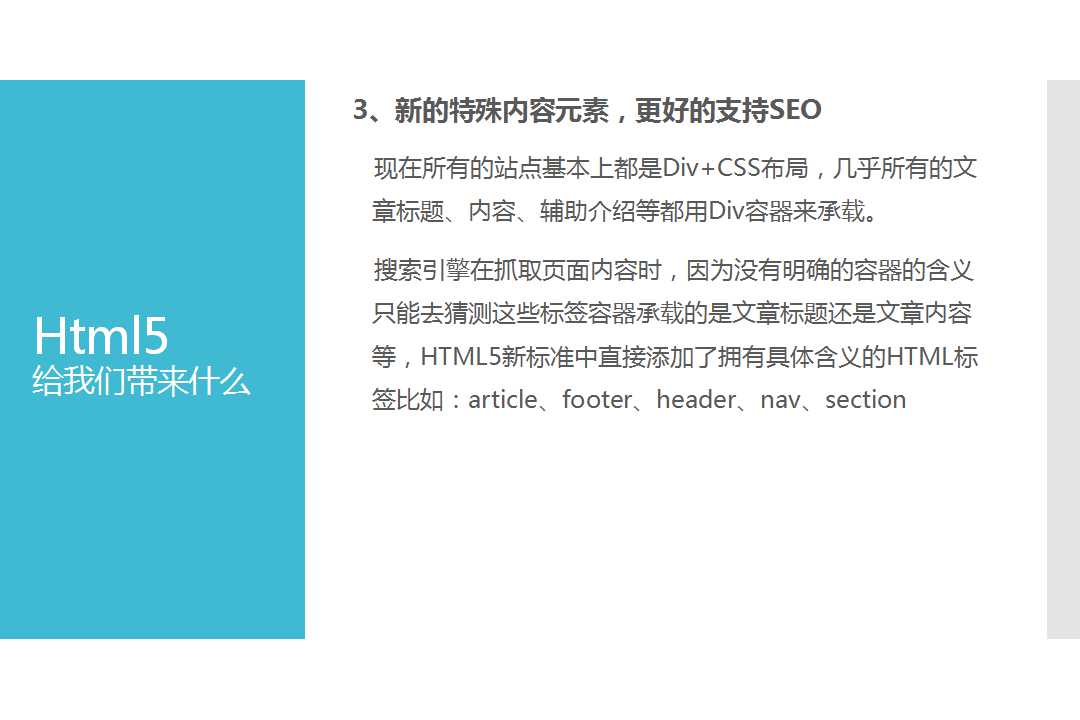 Html5
给我们带来什么
3、新的特殊内容元素，更好的支持SEO
现在所有的站点基本上都是Div+CSS布局，几乎所有的文
章标题、内容、辅助介绍等都用Div容器来承载。
搜索引擎在抓取页面内容时，因为没有明确的容器的含义
只能去猜测这些标签容器承载的是文章标题还是文章内容
等，HTML5新标准中直接添加了拥有具体含义的HTML标
签比如：article、footer、header、nav、section